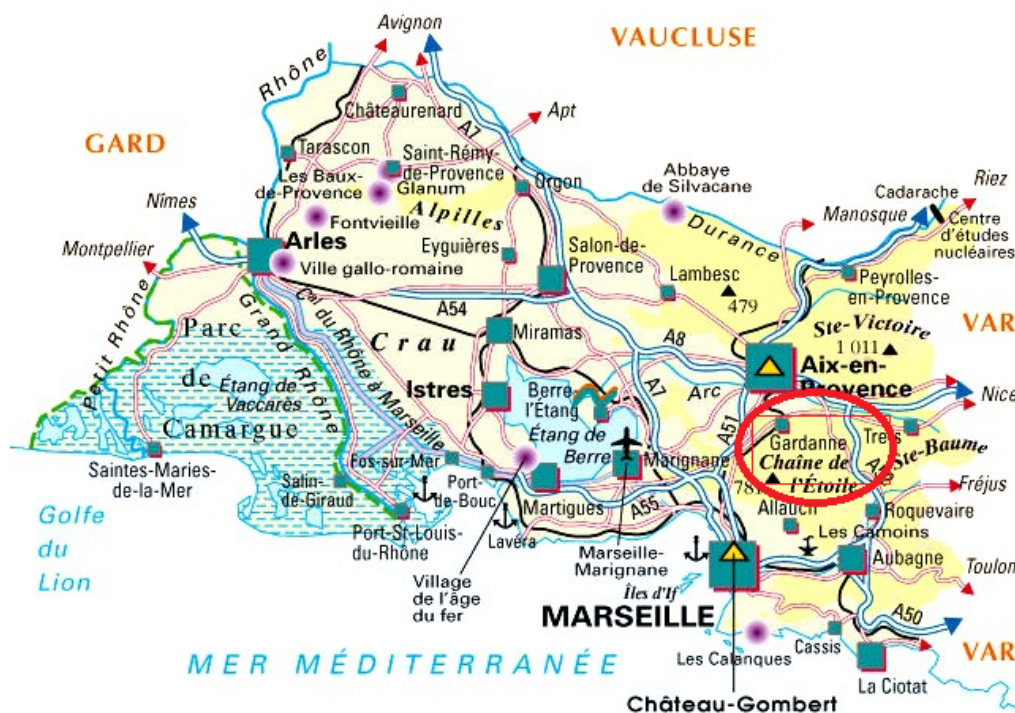 Avignon
VAUCLUSE
Rhône
Châteaurenard
A7
Apt
GARD
Tarascon
Saint-Rémy-
de-Provence
Les Baux-
de-Provence
Glanum
Orgon
Abbaye
de Silvacane
Cadarache
Riez
Nîmes
Fontvieille
Alpilles
Durance
Manosque
Centre
d'études
nucléaires
Montpellier
Arles
Ville gallo-romaine
Eyguières
Salon-de-
Provence
Lambesc
479
Peyrolles-
en-Provence
Petit Rhône
Grand Rhône
Cal du Rhône à Marseille
A54
Parc
de
Camargue
Crau
Miramas
A8
Ste-Victoire
1 011
VAR
Étang de
Vaccarès
Istres
Berre
l'Étang
A7
Arc
Aix-en-
Provence
Nice
Étang de
Berre
A51
Gardanne
Trets
Ste-Baume
Chaîne de
l'Étoile
Saintes-Maries-
de-la-Mer
Fos-sur-Mer
Port-
de-Bouc
Marignane
Salin-
de-Giraud
Martigues
A55
Allauch
Roquevaire
Fréjus
Golfe
du
Lion
Port-St-Louis-
du-Rhône
Lavéra
Les Camoins
Marseille-
Marignane
Aubagne
Toulon
Village
de l'âge
du fer
Îles d'If
MARSEILLE
A50
Cassis
MER MÉDITERRANÉE
Les Calanques
VAR
La Ciotat
Château-Gombert